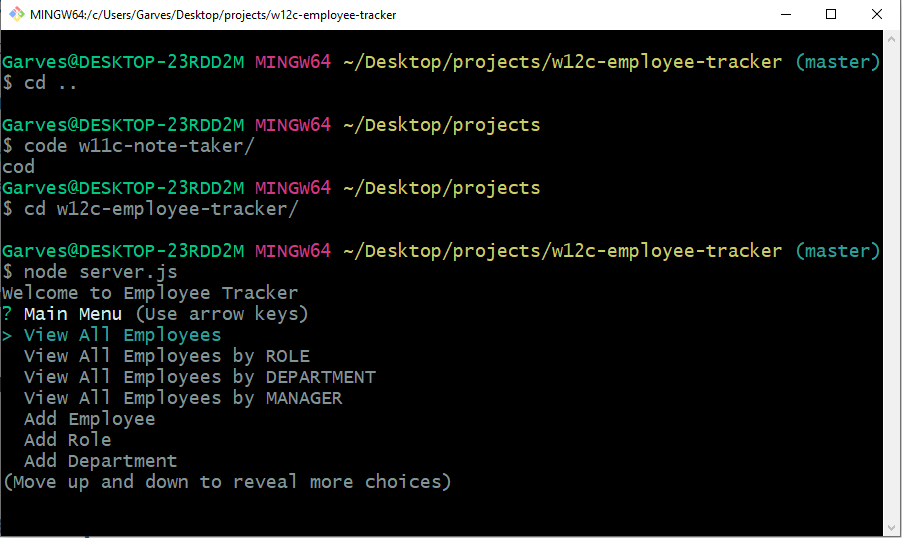 MINGW64:/c/Users/Garves/Desktop/projects/w12c-employee-tracker
Garves@DESKTOP-23RDD2M MINGW64 ~/Desktop/projects/w12c-employee-tracker (master)
$ cd ..
Garves@DESKTOP-23RDD2M MINGW64 ~/Desktop/projects
$ code w11c-note-taker/
cod
Garves@DESKTOP-23RDD2M MINGW64 ~/Desktop/projects
$ cd w12c-employee-tracker/
Garves@DESKTOP-23RDD2M MINGW64 ~/Desktop/projects/w12c-employee-tracker (master)
$ node server.js
Welcome to Employee Tracker
? Main Menu (Use arrow keys)
> View All Employees
View All Employees by ROLE
View All Employees by DEPARTMENT
View All Employees by MANAGER
Add Employee
Add Role
Add Department
(Move up and down to reveal more choices)